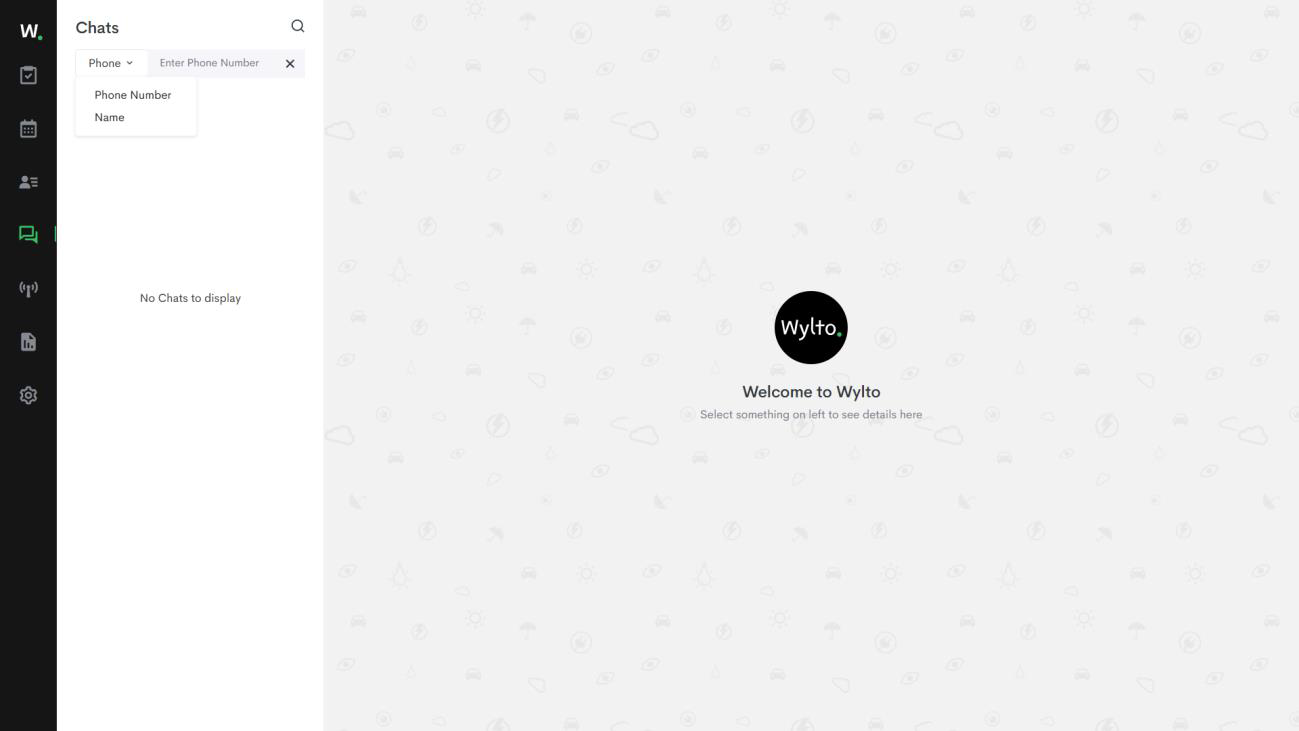 W.
Chats
Phone
Enter Phone Number
Phone Number
Name
No Chats to display
Wylto.
Welcome to Wylto
Select something on left to see details here